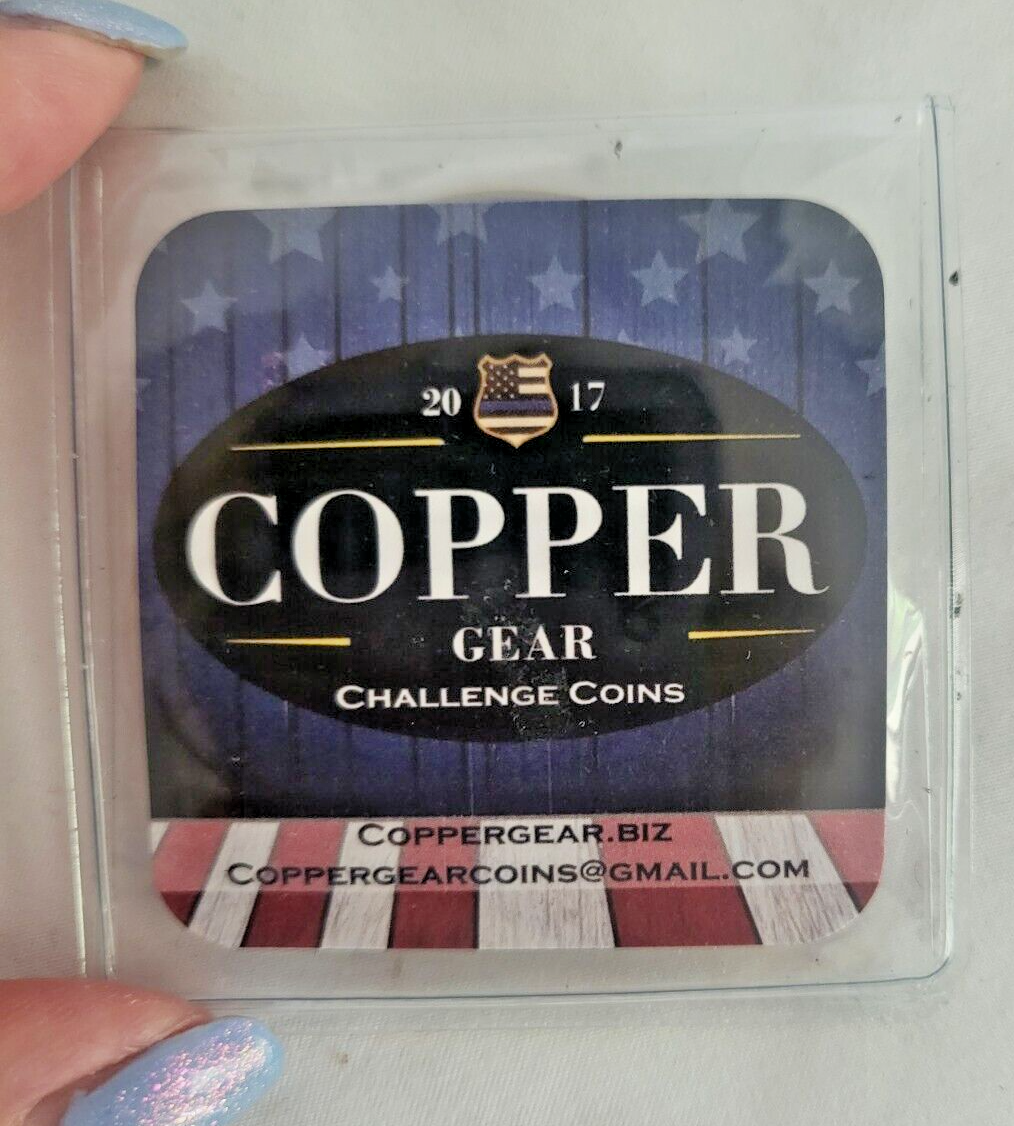 20 17
COPPER
GEAR
CHALLENGE COINS
COPPERGEAR.BIZ
COPPERGEARCOINS@GMAIL.COM